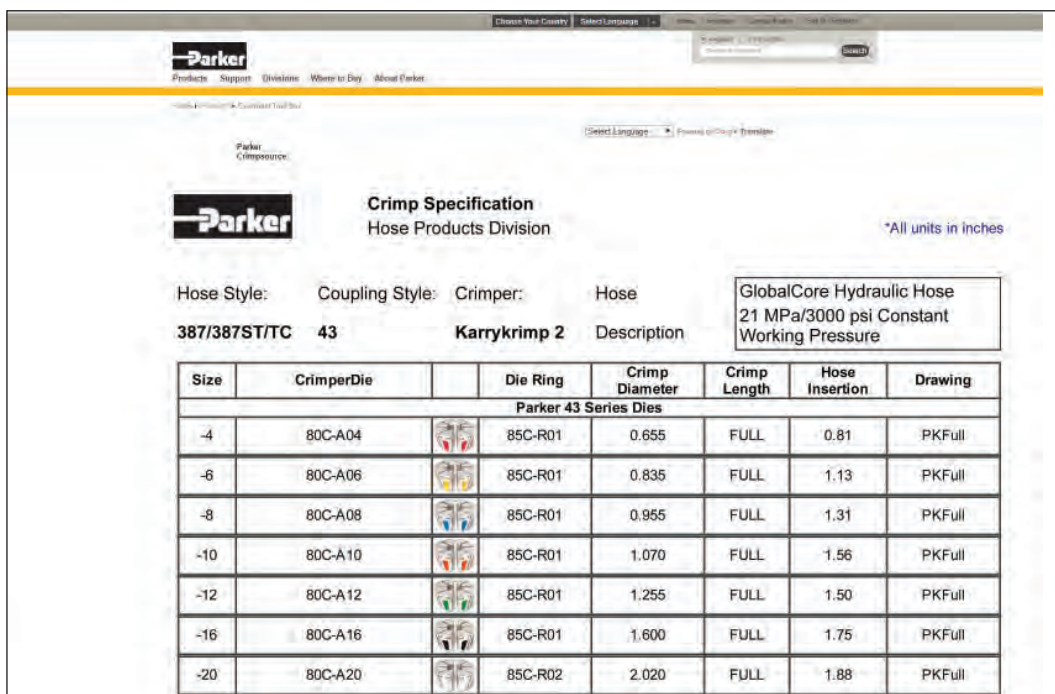 Choose Your Country Select Language
Parker
Search
Products Support Divisions Where to Buy About Parker
Select Language Translate
Parker
Crimpsource
Parker
Crimp Specification
Hose Products Division
*All units in inches
Hose Style: Coupling Style: Crimper: Hose
387/387ST/TC 43 Karrykrimp 2 Description
GlobalCore Hydraulic Hose
21 MPa/3000 psi Constant
Working Pressure
Size CrimperDie Die Ring Crimp Diameter Crimp Length Hose Insertion Drawing
Parker 43 Series Dies
-4 80C-A04 85C-R01 0.655 FULL 0.81 PKFull
-6 80C-A06 85C-R01 0.835 FULL 1.13 PKFull
-8 80C-A08 85C-R01 0.955 FULL 1.31 PKFull
-10 80C-A10 85C-R01 1.070 FULL 1.56 PKFull
-12 80C-A12 85C-R01 1.255 FULL 1.50 PKFull
-16 80C-A16 85C-R01 1.600 FULL 1.75 PKFull
-20 80C-A20 85C-R02 2.020 FULL 1.88 PKFull